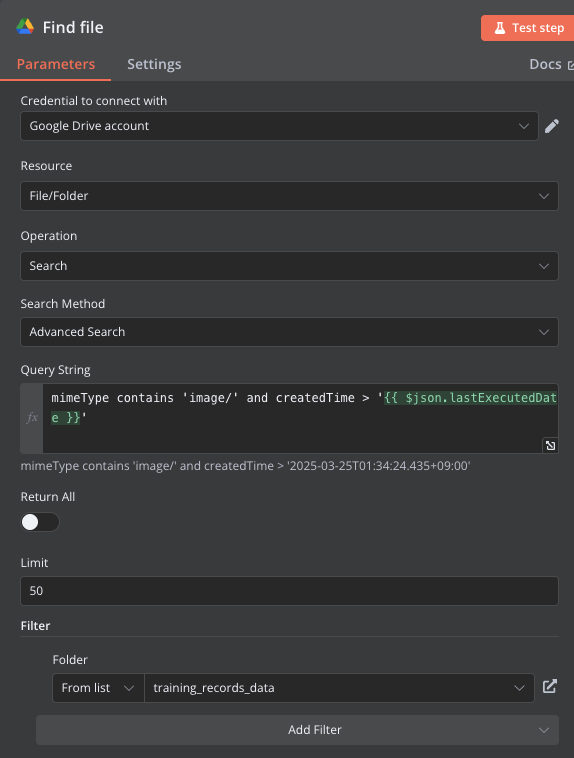 Find file
Test step
Parameters
Settings
Docs
Credential to connect with
Google Drive account
Resource
File/Folder
Operation
Search
Search Method
Advanced Search
Query String
fx
mimeType contains 'image/' and createdTime > '{{ $json.lastExecutedDat
e }}'
mimeType contains 'image/' and createdTime > '2025-03-25T01:34:24.435+09:00'
Return All
Limit
50
Filter
Folder
From list
training_records_data
Add Filter